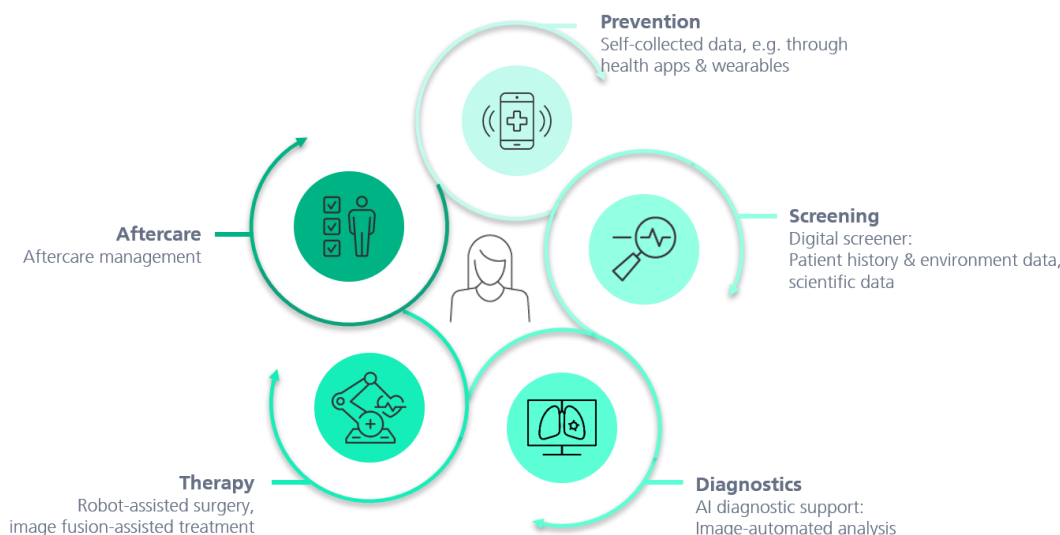 Prevention
Self-collected data, e.g. through
health apps & wearables
Screening
Digital screener:
Patient history & environment data,
scientific data
Diagnostics
AI diagnostic support:
Image-automated analysis
Therapy
Robot-assisted surgery,
image fusion-assisted treatment
Aftercare
Aftercare management